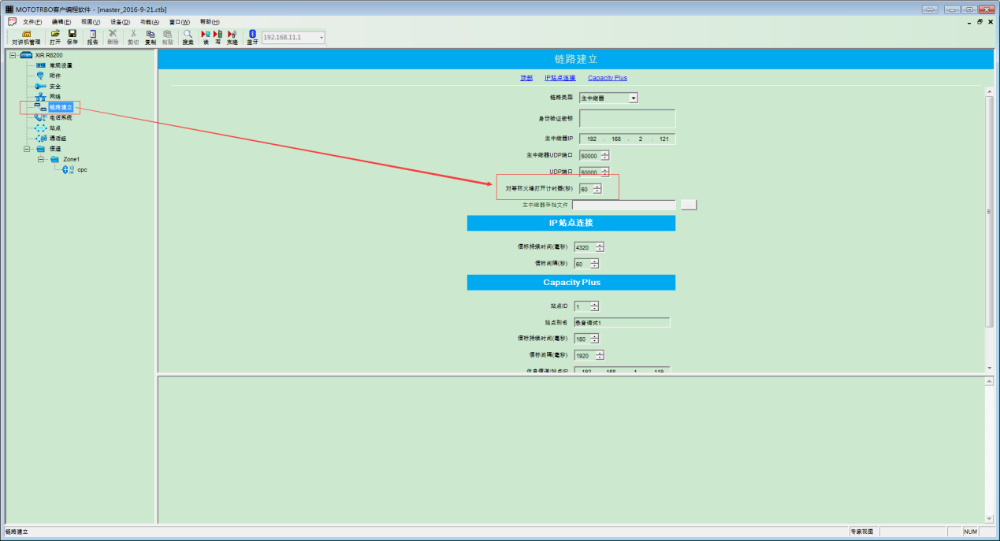 MOTOTRBO客户编程软件 - [master_2016-9-21.ctb]
文件(F) 编辑(E) 视图(V) 设备(D) 功能(A) 窗口(W) 帮助(H)
对讲机管理 打开 保存 报告 删除 剪切 复制 粘贴 搜索 读 写 克隆 蓝牙 192.168.11.1
XiR R8200
常规设置
附件
安全
网络
链路建立
电话系统
站点
通话组
信道
Zone1
cpc
链路建立
顶部 IP站点连接 Capacity Plus
链路类型 主中继器
身份验证密钥
主中继器IP 192 . 168 . 2 . 121
主中继器UDP端口 50000
UDP端口 50000
对等防火墙打开计时器(秒) 60
主中继器存档文件 ...
IP 站点连接
信标持续时间(毫秒) 4320
信标间隔(秒) 60
Capacity Plus
站点ID 1
站点别名 录音调试1
信标持续时间(毫秒) 180
信标间隔(毫秒) 1920
休息信道/站点IP 192 . 168 . 1 . 119
链路建立 专家视图 NUM